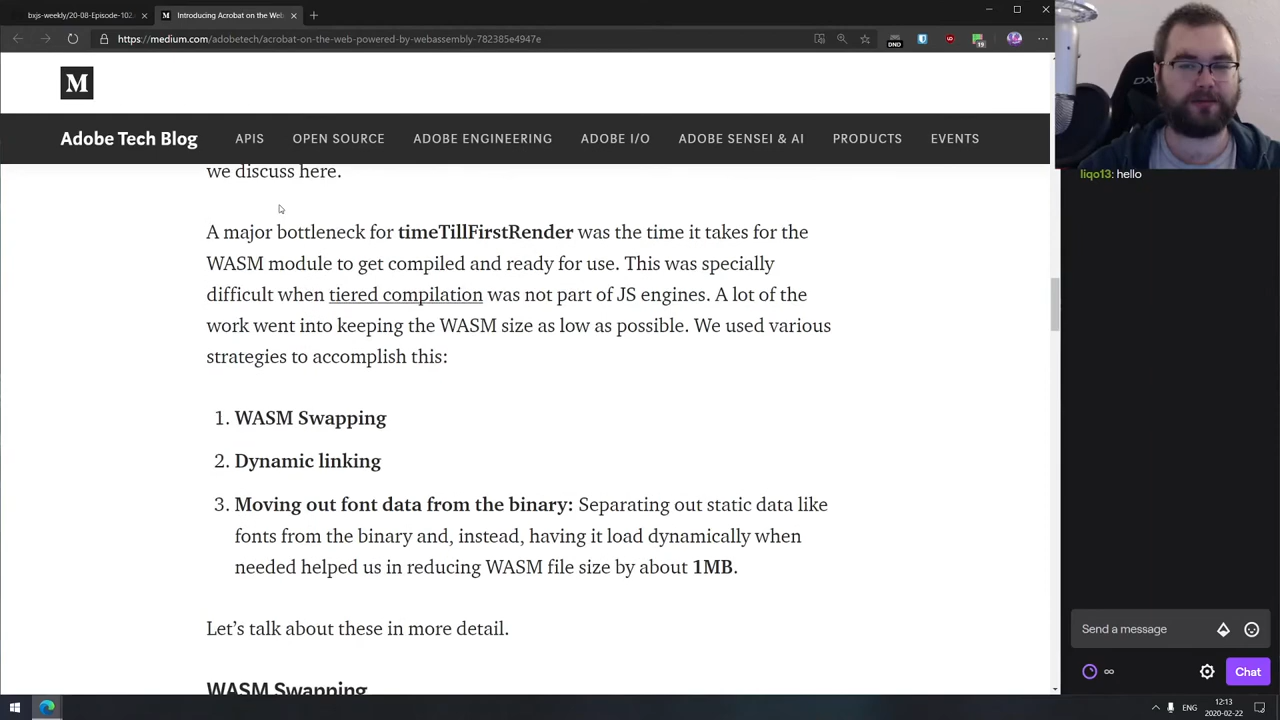 bxjs-weekly/20-08-Episode-102.
Introducing Acrobat on the Web
https://medium.com/adobetech/acrobat-on-the-web-powered-by-webassembly-782385e4947e
DND
19
M
Adobe Tech Blog
APIS
OPEN SOURCE
ADOBE ENGINEERING
ADOBE I/O
ADOBE SENSEI & AI
PRODUCTS
EVENTS
liqo13: hello
we discuss here.
A major bottleneck for timeTillFirstRender was the time it takes for the
WASM module to get compiled and ready for use. This was specially
difficult when tiered compilation was not part of JS engines. A lot of the
work went into keeping the WASM size as low as possible. We used various
strategies to accomplish this:
1. WASM Swapping
2. Dynamic linking
3. Moving out font data from the binary: Separating out static data like
fonts from the binary and, instead, having it load dynamically when
needed helped us in reducing WASM file size by about 1MB.
Let’s talk about these in more detail.
WASM Swapping
Send a message
Chat
ENG
12:13
2020-02-22